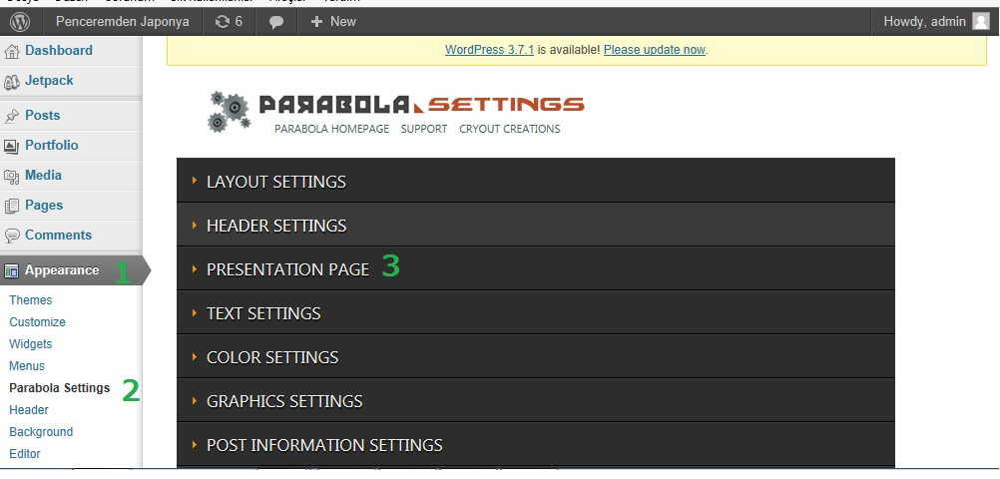 Penceremden Japonya 6 New Howdy, admin
WordPress 3.7.1 is available! Please update now.
Dashboard
Jetpack
Posts
Portfolio
Media
Pages
Comments
Appearance 1
Themes
Customize
Widgets
Menus
Parabola Settings 2
Header
Background
Editor
PARABOLA SETTINGS
PARABOLA HOMEPAGE SUPPORT CRYOUT CREATIONS
LAYOUT SETTINGS
HEADER SETTINGS
PRESENTATION PAGE 3
TEXT SETTINGS
COLOR SETTINGS
GRAPHICS SETTINGS
POST INFORMATION SETTINGS